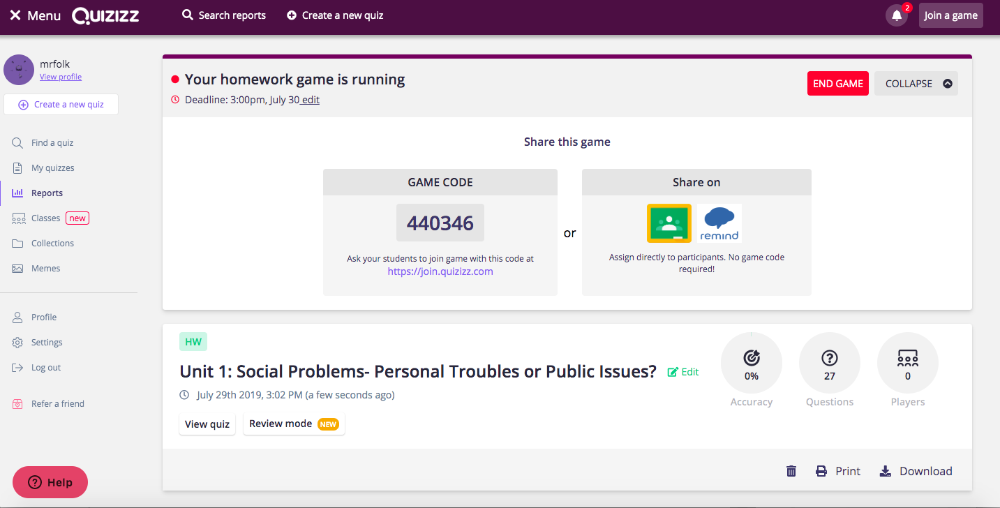 Menu Quizizz Search reports Create a new quiz 2 Join a game
mrfolk
View profile
Create a new quiz
Find a quiz
My quizzes
Reports
Classes new
Collections
Memes
Profile
Settings
Log out
Refer a friend
Help
Your homework game is running
Deadline: 3:00pm, July 30 edit
END GAME COLLAPSE
Share this game
GAME CODE
440346
Ask your students to join game with this code at
https://join.quizizz.com
or
Share on
remind
Assign directly to participants. No game code
required!
HW
Unit 1: Social Problems- Personal Troubles or Public Issues? Edit
July 29th 2019, 3:02 PM (a few seconds ago)
View quiz Review mode NEW
0%
Accuracy
27
Questions
0
Players
Print Download